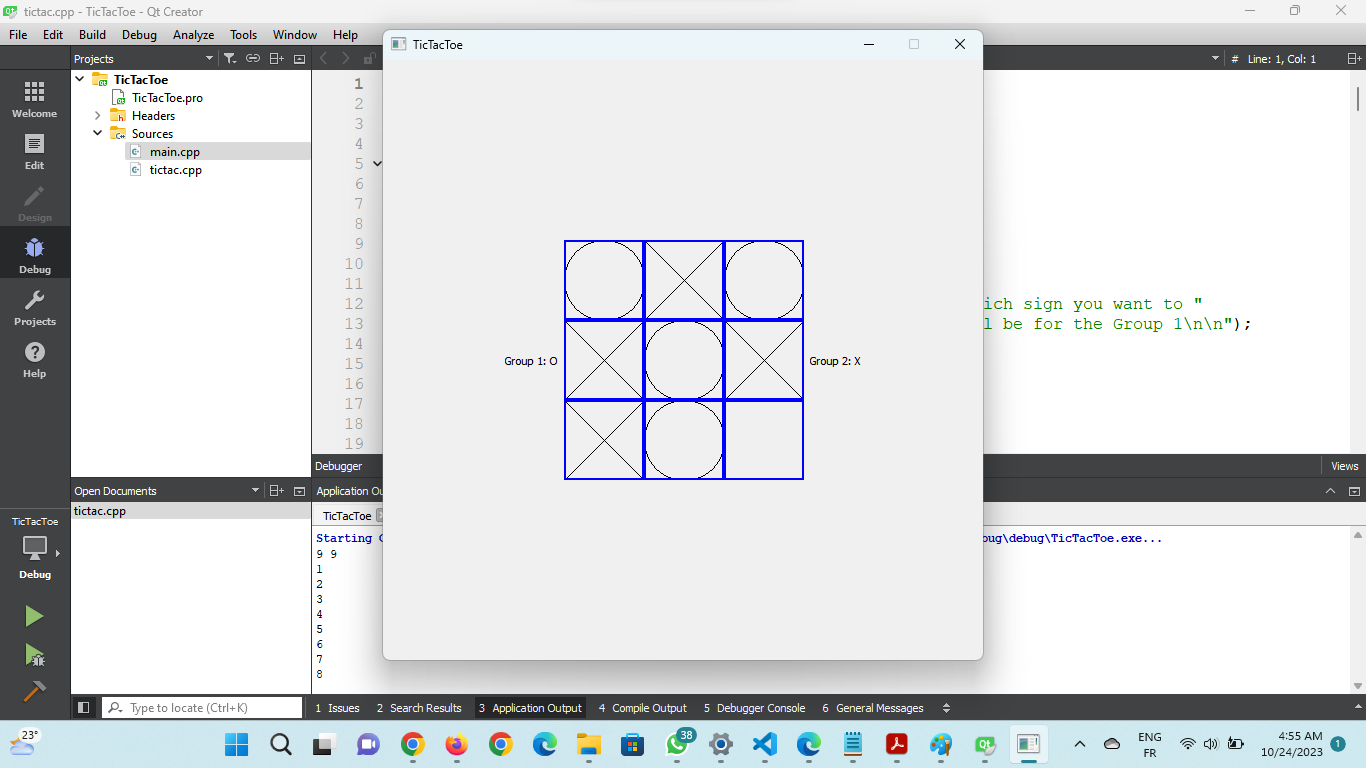 tictac.cpp - TicTacToe - Qt Creator
File Edit Build Debug Analyze Tools Window Help
TicTacToe
Projects
# Line: 1, Col: 1
TicTacToe
TicTacToe.pro
Headers
Sources
main.cpp
tictac.cpp
Welcome
Edit
Design
Debug
Projects
Help
1
2
3
4
5
6
7
8
9
10
11
12
13
14
15
16
17
18
19
ich sign you want to "
l be for the Group 1\n\n");
Group 1: O
Group 2: X
Debugger
Views
Open Documents
tictac.cpp
Application Ou
TicTacToe
TicTacToe
Debug
Starting
bug\debug\TicTacToe.exe...
9 9
1
2
3
4
5
6
7
8
Type to locate (Ctrl+K)
1 Issues 2 Search Results 3 Application Output 4 Compile Output 5 Debugger Console 6 General Messages
23°
38
ENG
FR
4:55 AM
10/24/2023
1